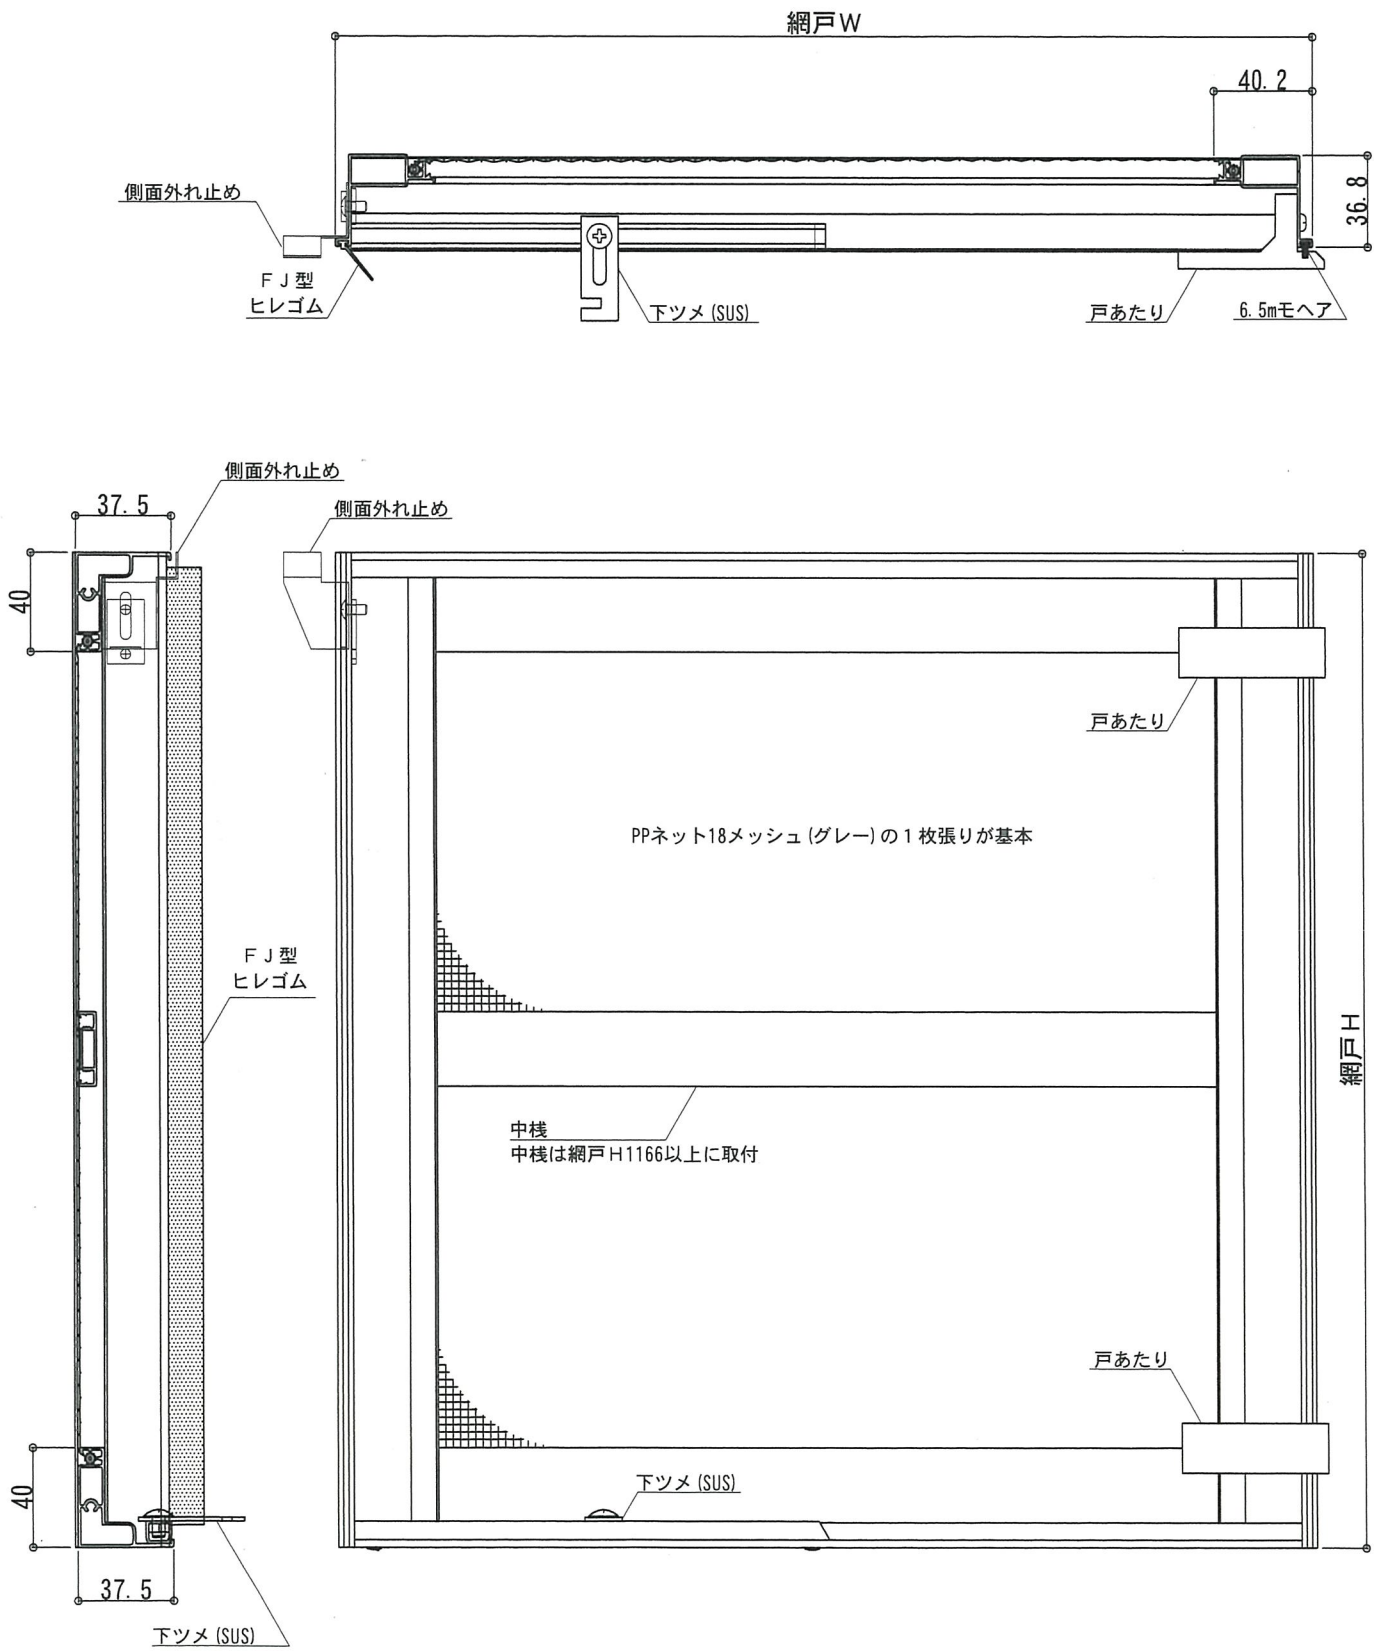 網戸W
40.2
36.8
側面外れ止め
FJ型
ヒレゴム
下ツメ(SUS)
戸あたり
6.5mモヘア
側面外れ止め
37.5
側面外れ止め
40
戸あたり
PPネット18メッシュ(グレー)の1枚張りが基本
FJ型
ヒレゴム
網戸H
中桟
中桟は網戸H1166以上に取付
戸あたり
下ツメ(SUS)
40
37.5
下ツメ(SUS)